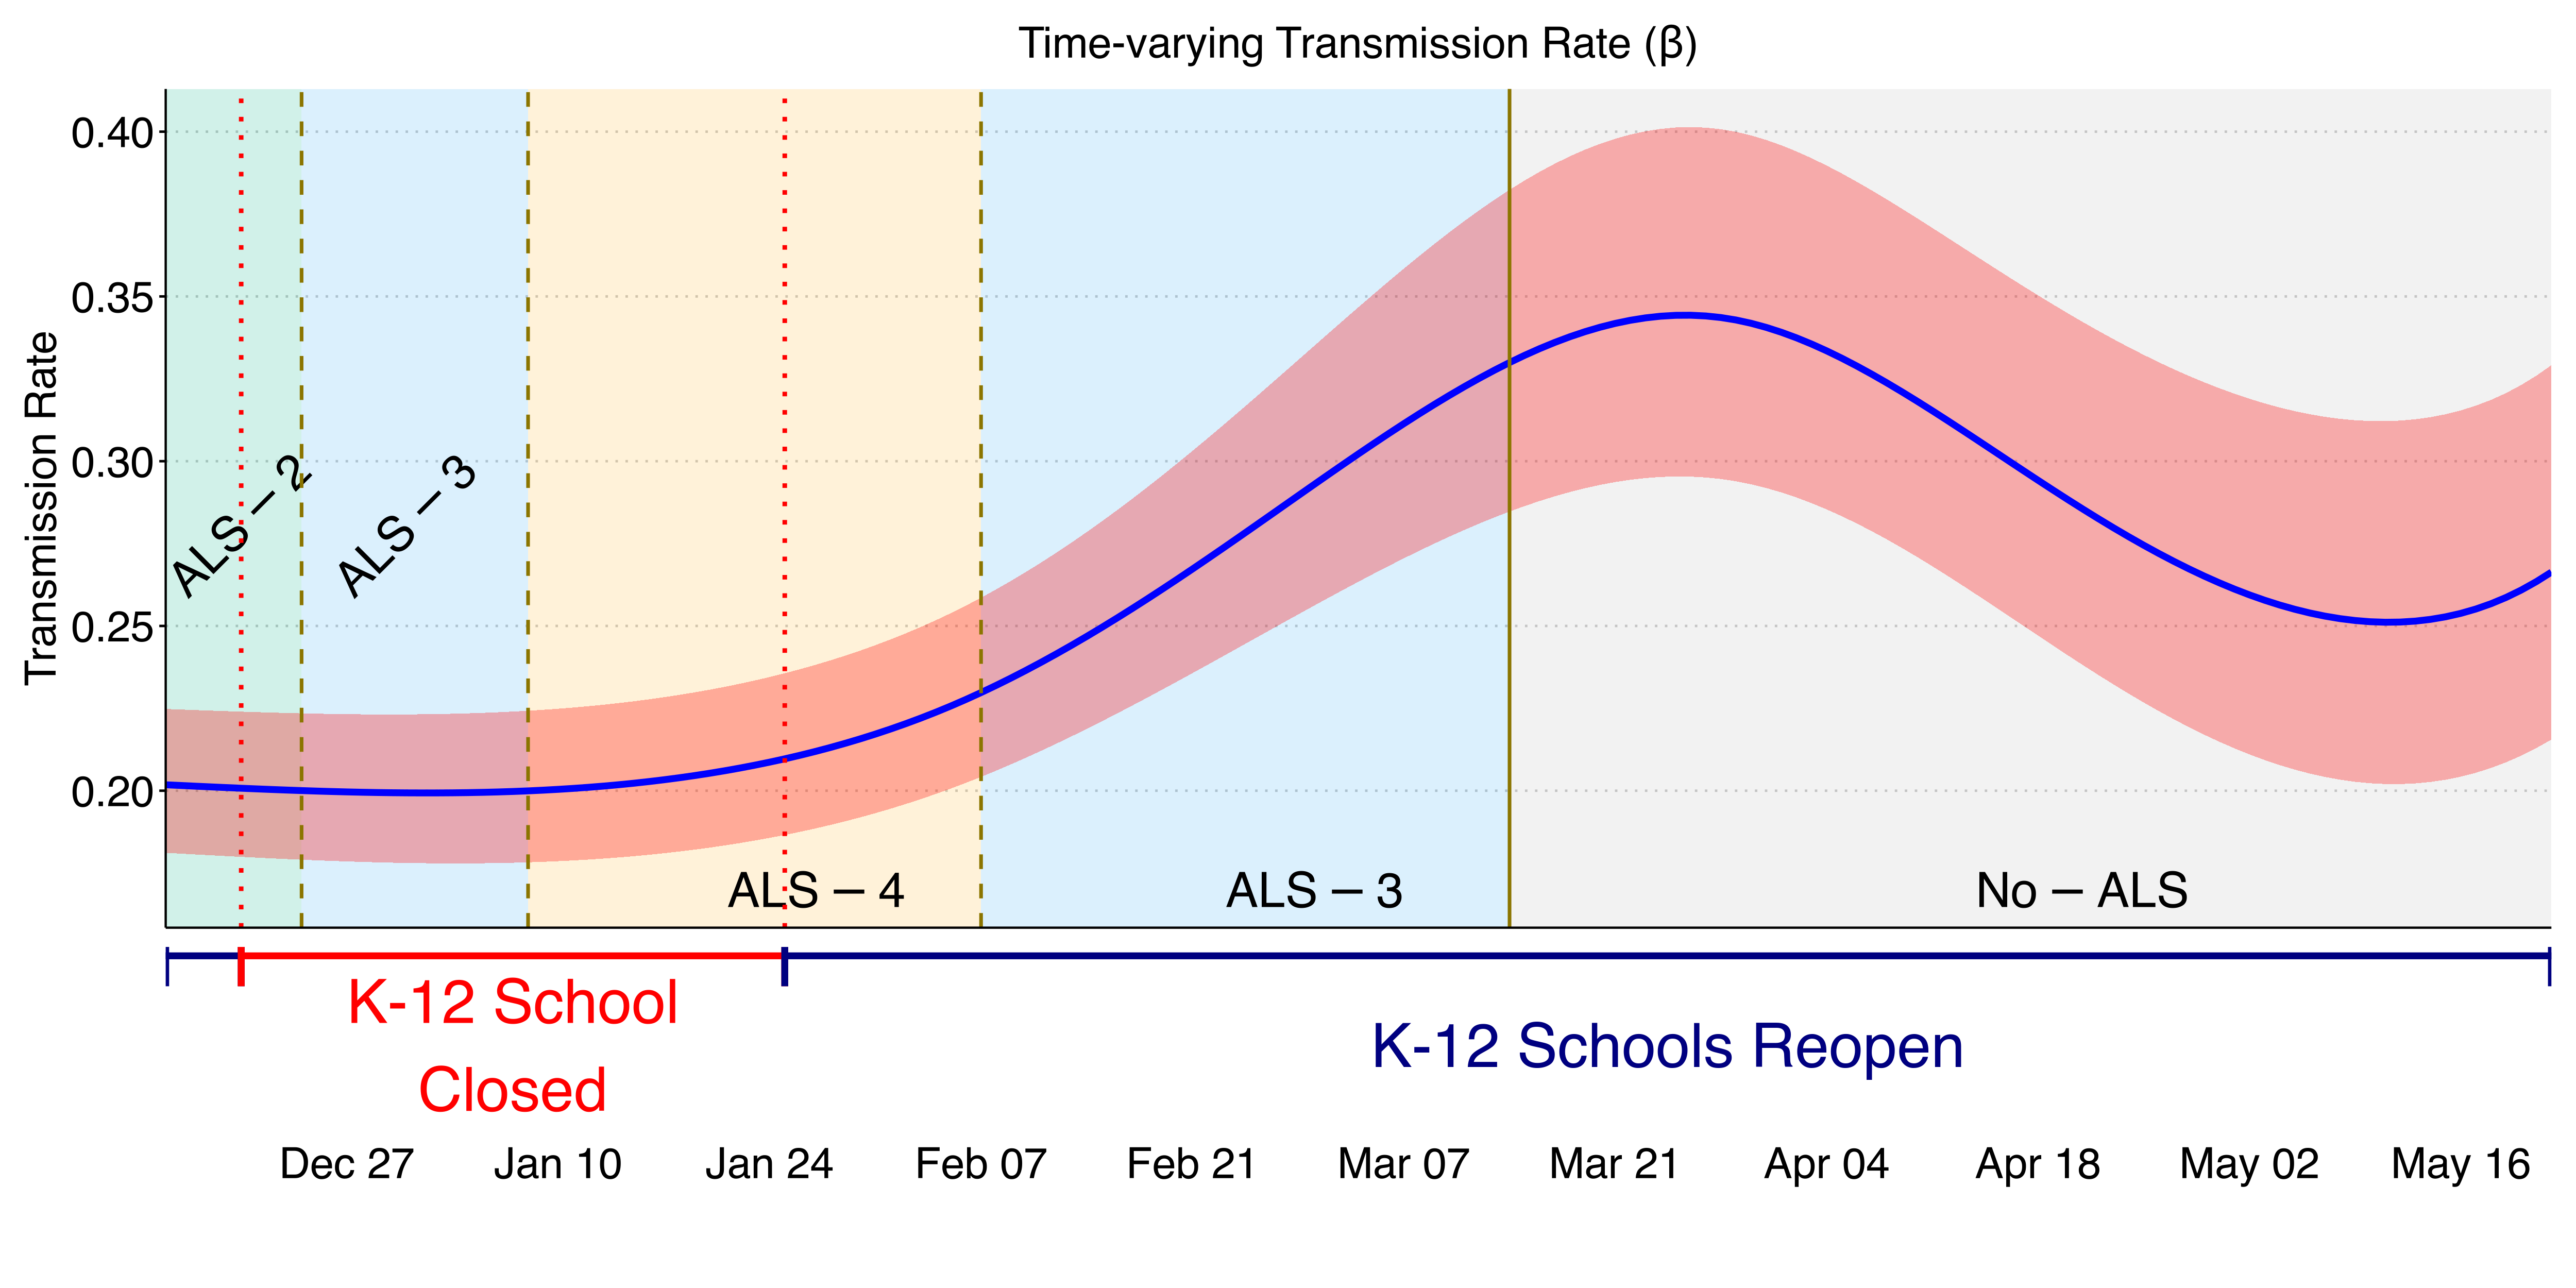 Time-varying Transmission Rate (β)
Transmission Rate
0.40
0.35
0.30
0.25
0.20
ALS – 2
ALS – 3
ALS – 4
ALS – 3
No – ALS
K-12 School
Closed
K-12 Schools Reopen
Dec 27 Jan 10 Jan 24 Feb 07 Feb 21 Mar 07 Mar 21 Apr 04 Apr 18 May 02 May 16